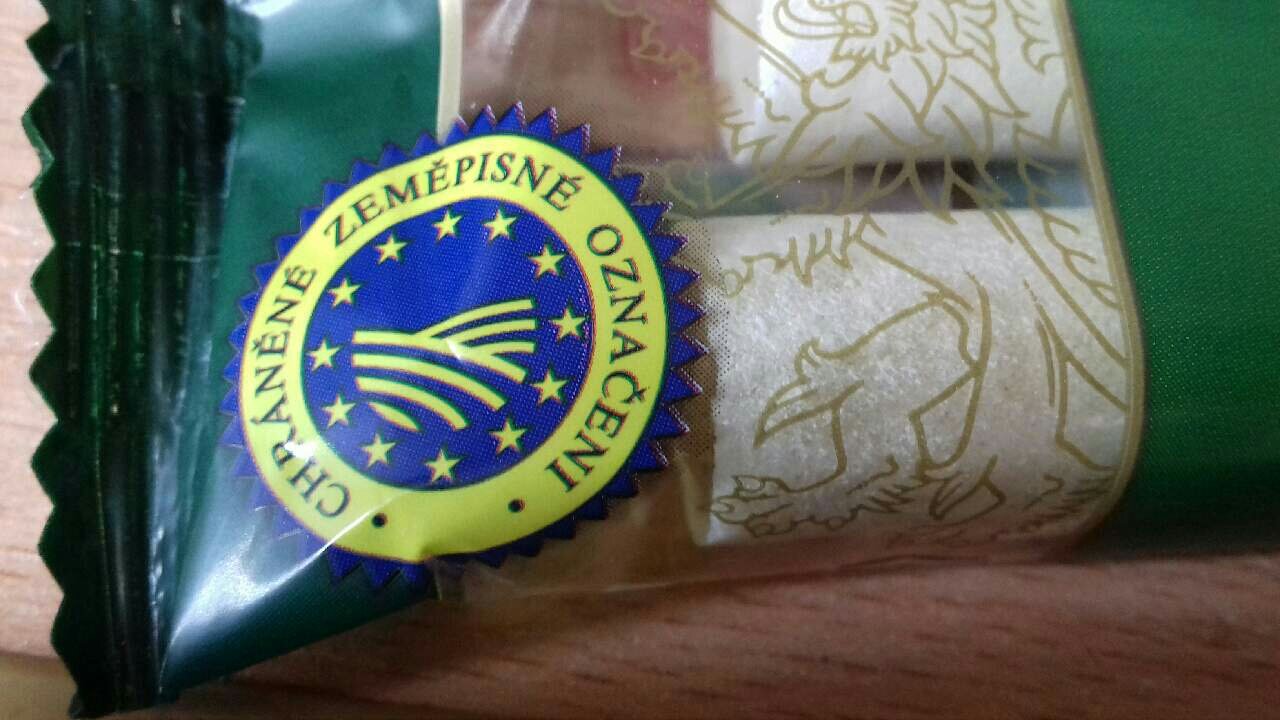 CHRÁNĚNÉ ZEMĚPISNÉ OZNAČENÍ